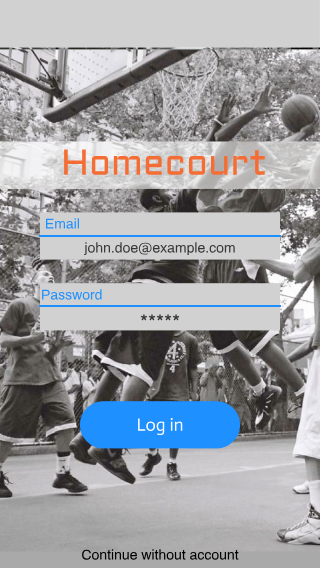 Homecourt
Email
john.doe@example.com
Password
*****
Log in
Continue without account